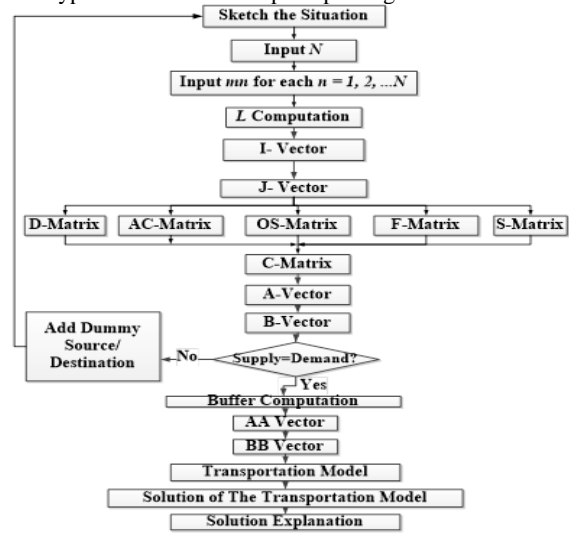 Sketch the Situation
Input N
Input mn for each n = 1, 2, ...N
L Computation
I- Vector
J- Vector
D-Matrix AC-Matrix OS-Matrix F-Matrix S-Matrix
C-Matrix
A-Vector
B-Vector
Add Dummy
Source/
Destination
No
Supply=Demand?
Yes
Buffer Computation
AA Vector
BB Vector
Transportation Model
Solution of The Transportation Model
Solution Explanation